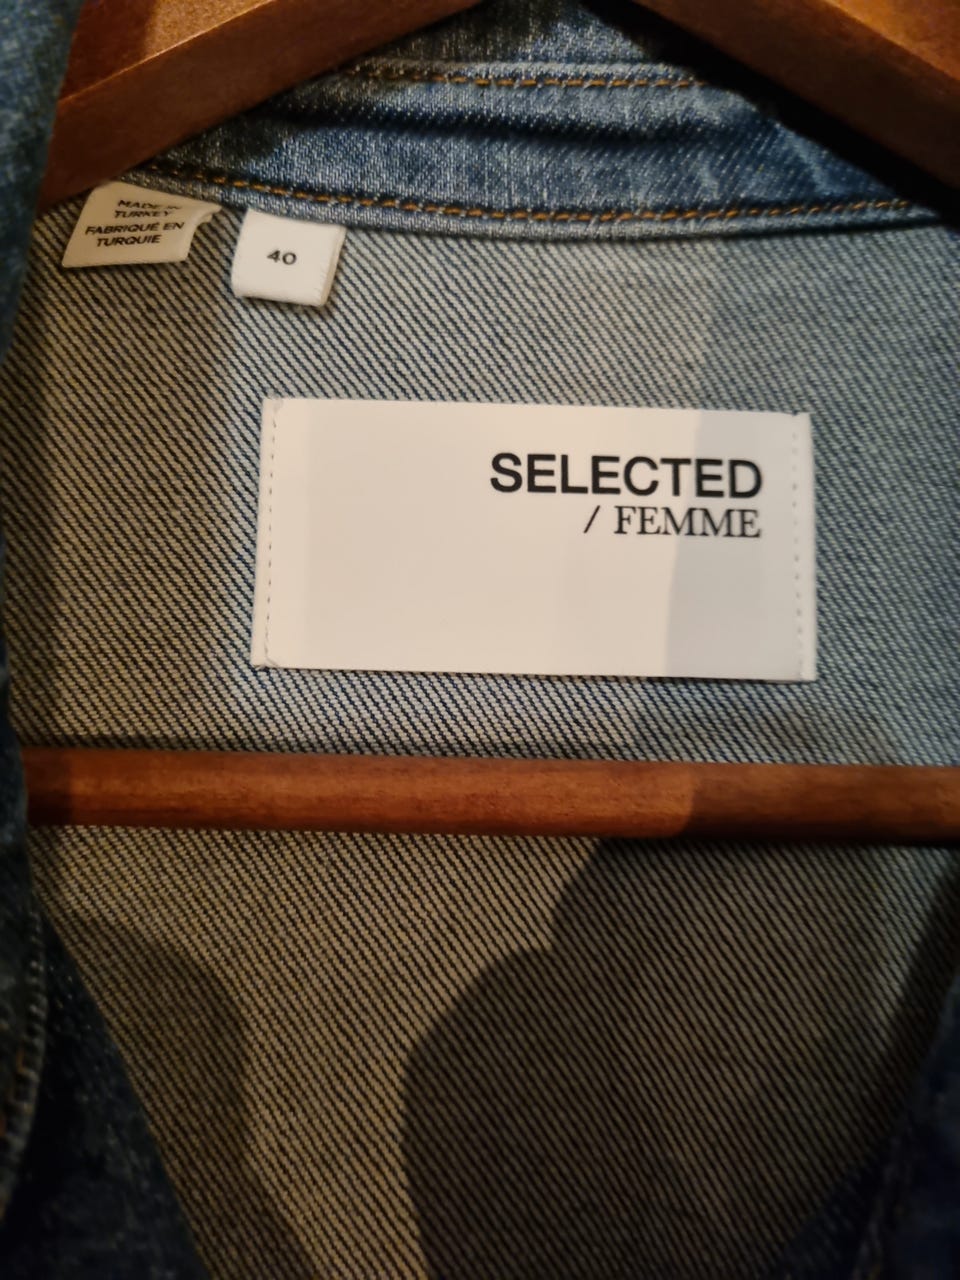 MADE IN
TURKEY
FABRIQUÉ EN
TURQUIE
40
SELECTED
/ FEMME